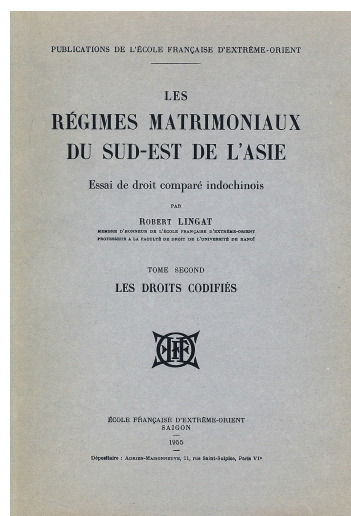 PUBLICATIONS DE L'ÉCOLE FRANÇAISE D'EXTRÊME-ORIENT
LES
RÉGIMES MATRIMONIAUX
DU SUD-EST DE L'ASIE
Essai de droit comparé indochinois
PAR
ROBERT LINGAT
MEMBRE D'HONNEUR DE L'ÉCOLE FRANÇAISE D'EXTRÊME-ORIENT
PROFESSEUR A LA FACULTÉ DE DROIT DE L'UNIVERSITÉ DE HANOÏ
TOME SECOND
LES DROITS CODIFIÉS
ÉCOLE FRANÇAISE D'EXTRÊME-ORIENT
SAIGON
1955
Dépositaire : ADRIEN-MAISONNEUVE, 11, rue Saint-Sulpice, Paris VIe